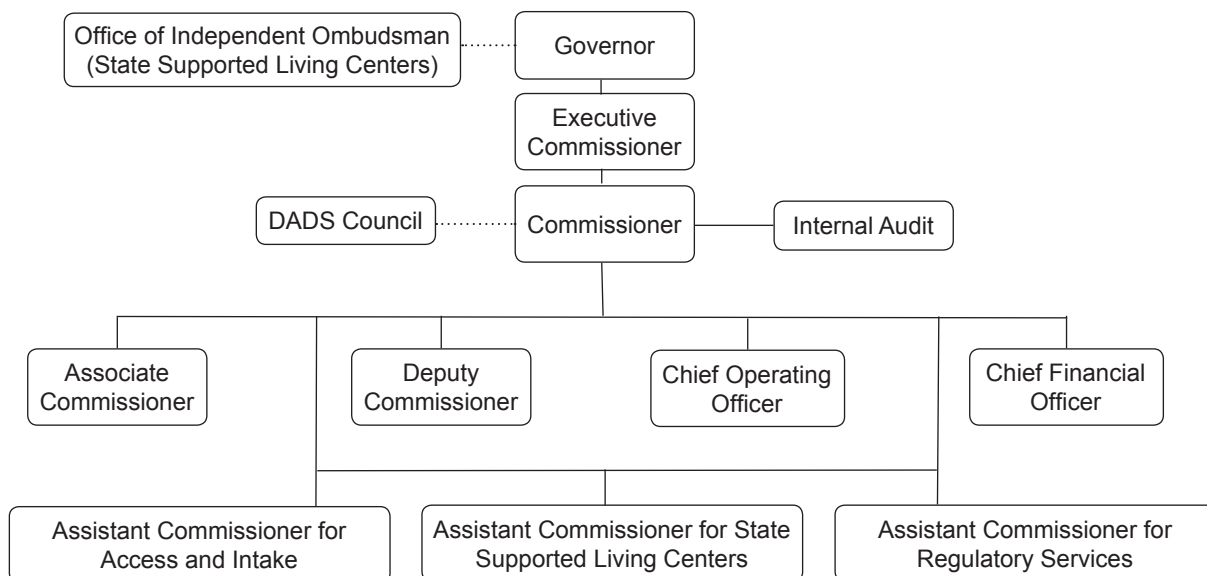 Office of Independent Ombudsman
(State Supported Living Centers)
Governor
Executive
Commissioner
DADS Council
Commissioner
Internal Audit
Associate
Commissioner
Deputy
Commissioner
Chief Operating
Officer
Chief Financial
Officer
Assistant Commissioner for
Access and Intake
Assistant Commissioner for State
Supported Living Centers
Assistant Commissioner for
Regulatory Services